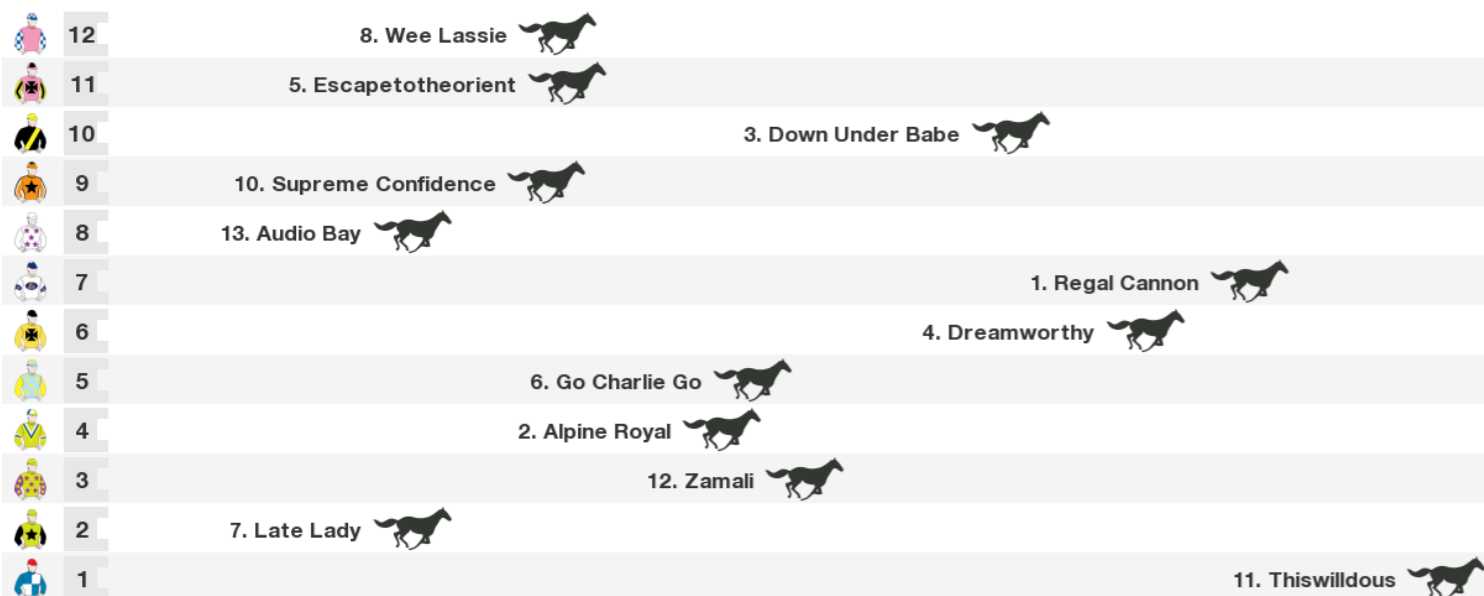 12 8. Wee Lassie
11 5. Escapetotheorient
10 3. Down Under Babe
9 10. Supreme Confidence
8 13. Audio Bay
7 1. Regal Cannon
6 4. Dreamworthy
5 6. Go Charlie Go
4 2. Alpine Royal
3 12. Zamali
2 7. Late Lady
1 11. Thiswilldous